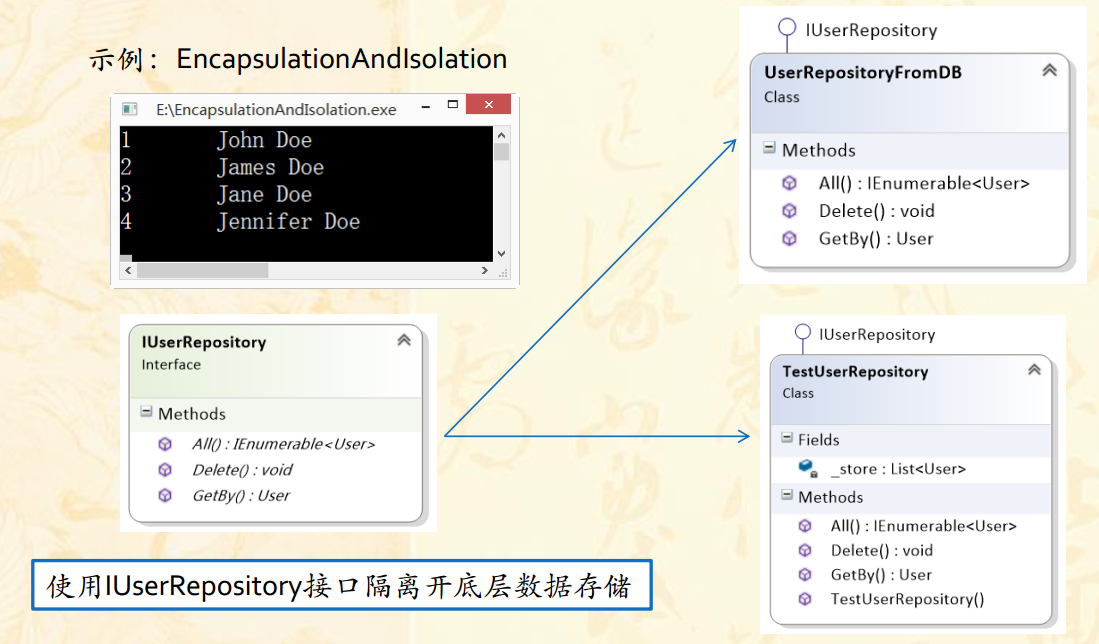 示例：EncapsulationAndIsolation
E:\EncapsulationAndIsolation.exe
1 John Doe
2 James Doe
3 Jane Doe
4 Jennifer Doe
IUserRepository
Interface
Methods
All() : IEnumerable<User>
Delete() : void
GetBy() : User
使用IUserRepository接口隔离开底层数据存储
IUserRepository
UserRepositoryFromDB
Class
Methods
All() : IEnumerable<User>
Delete() : void
GetBy() : User
IUserRepository
TestUserRepository
Class
Fields
_store : List<User>
Methods
All() : IEnumerable<User>
Delete() : void
GetBy() : User
TestUserRepository()